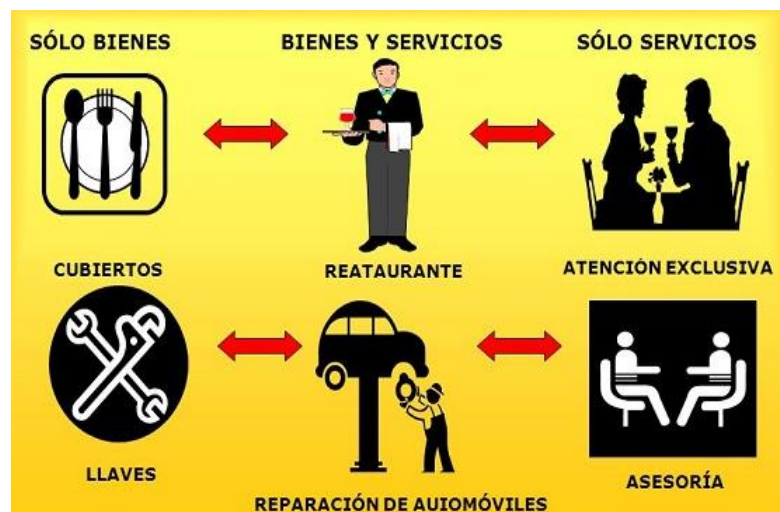 SÓLO BIENES
BIENES Y SERVICIOS
SÓLO SERVICIOS
CUBIERTOS
REATAURANTE
ATENCIÓN EXCLUSIVA
LLAVES
REPARACIÓN DE AUIOMÓVILES
ASESORÍA